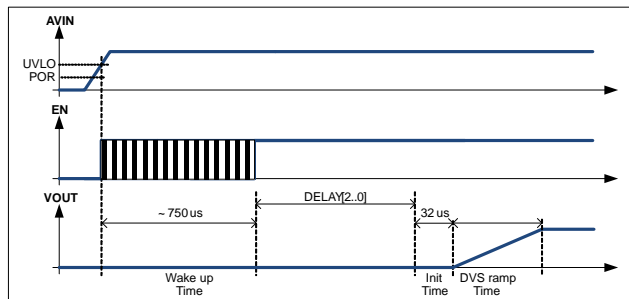 AVIN
UVLO
POR
EN
VOUT
DELAY[2..0]
~ 750 us
32 us
Wake up
Time
Init
Time
DVS ramp
Time